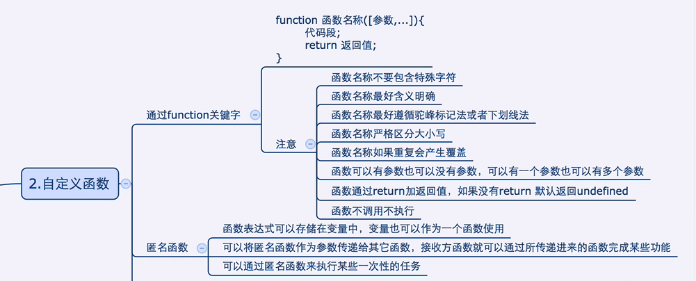 function 函数名称([参数,...]){
代码段;
return 返回值;
}
通过function关键字
注意
函数名称不要包含特殊字符
函数名称最好含义明确
函数名称最好遵循驼峰标记法或者下划线法
函数名称严格区分大小写
函数名称如果重复会产生覆盖
函数可以有参数也可以没有参数，可以有一个参数也可以有多个参数
函数通过return加返回值，如果没有return 默认返回undefined
函数不调用不执行
2.自定义函数
匿名函数
函数表达式可以存储在变量中，变量也可以作为一个函数使用
可以将匿名函数作为参数传递给其它函数，接收方函数就可以通过所传递进来的函数完成某些功能
可以通过匿名函数来执行某些一次性的任务